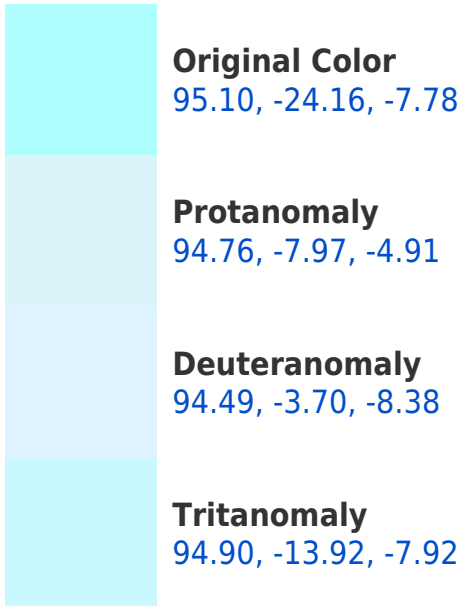 Original Color
95.10, -24.16, -7.78
Protanomaly
94.76, -7.97, -4.91
Deuteranomaly
94.49, -3.70, -8.38
Tritanomaly
94.90, -13.92, -7.92